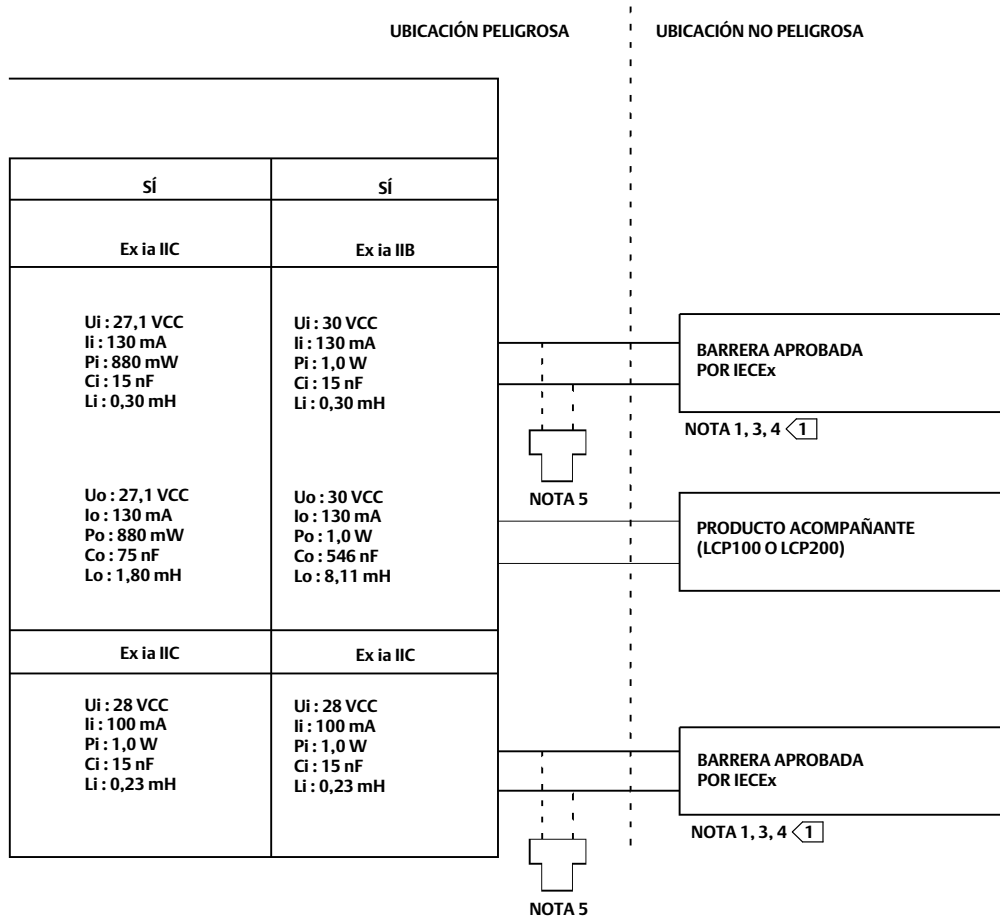 UBICACIÓN PELIGROSA
UBICACIÓN NO PELIGROSA
SÍ
SÍ
Ex ia IIC
Ex ia IIB
Ui : 27,1 VCC
Ii : 130 mA
Pi : 880 mW
Ci : 15 nF
Li : 0,30 mH
Ui : 30 VCC
Ii : 130 mA
Pi : 1,0 W
Ci : 15 nF
Li : 0,30 mH
BARRERA APROBADA
POR IECEx
NOTA 1, 3, 4 1
NOTA 5
Uo : 27,1 VCC
Io : 130 mA
Po : 880 mW
Co : 75 nF
Lo : 1,80 mH
Uo : 30 VCC
Io : 130 mA
Po : 1,0 W
Co : 546 nF
Lo : 8,11 mH
PRODUCTO ACOMPAÑANTE
(LCP100 O LCP200)
Ex ia IIC
Ex ia IIC
Ui : 28 VCC
Ii : 100 mA
Pi : 1,0 W
Ci : 15 nF
Li : 0,23 mH
Ui : 28 VCC
Ii : 100 mA
Pi : 1,0 W
Ci : 15 nF
Li : 0,23 mH
BARRERA APROBADA
POR IECEx
NOTA 1, 3, 4 1
NOTA 5